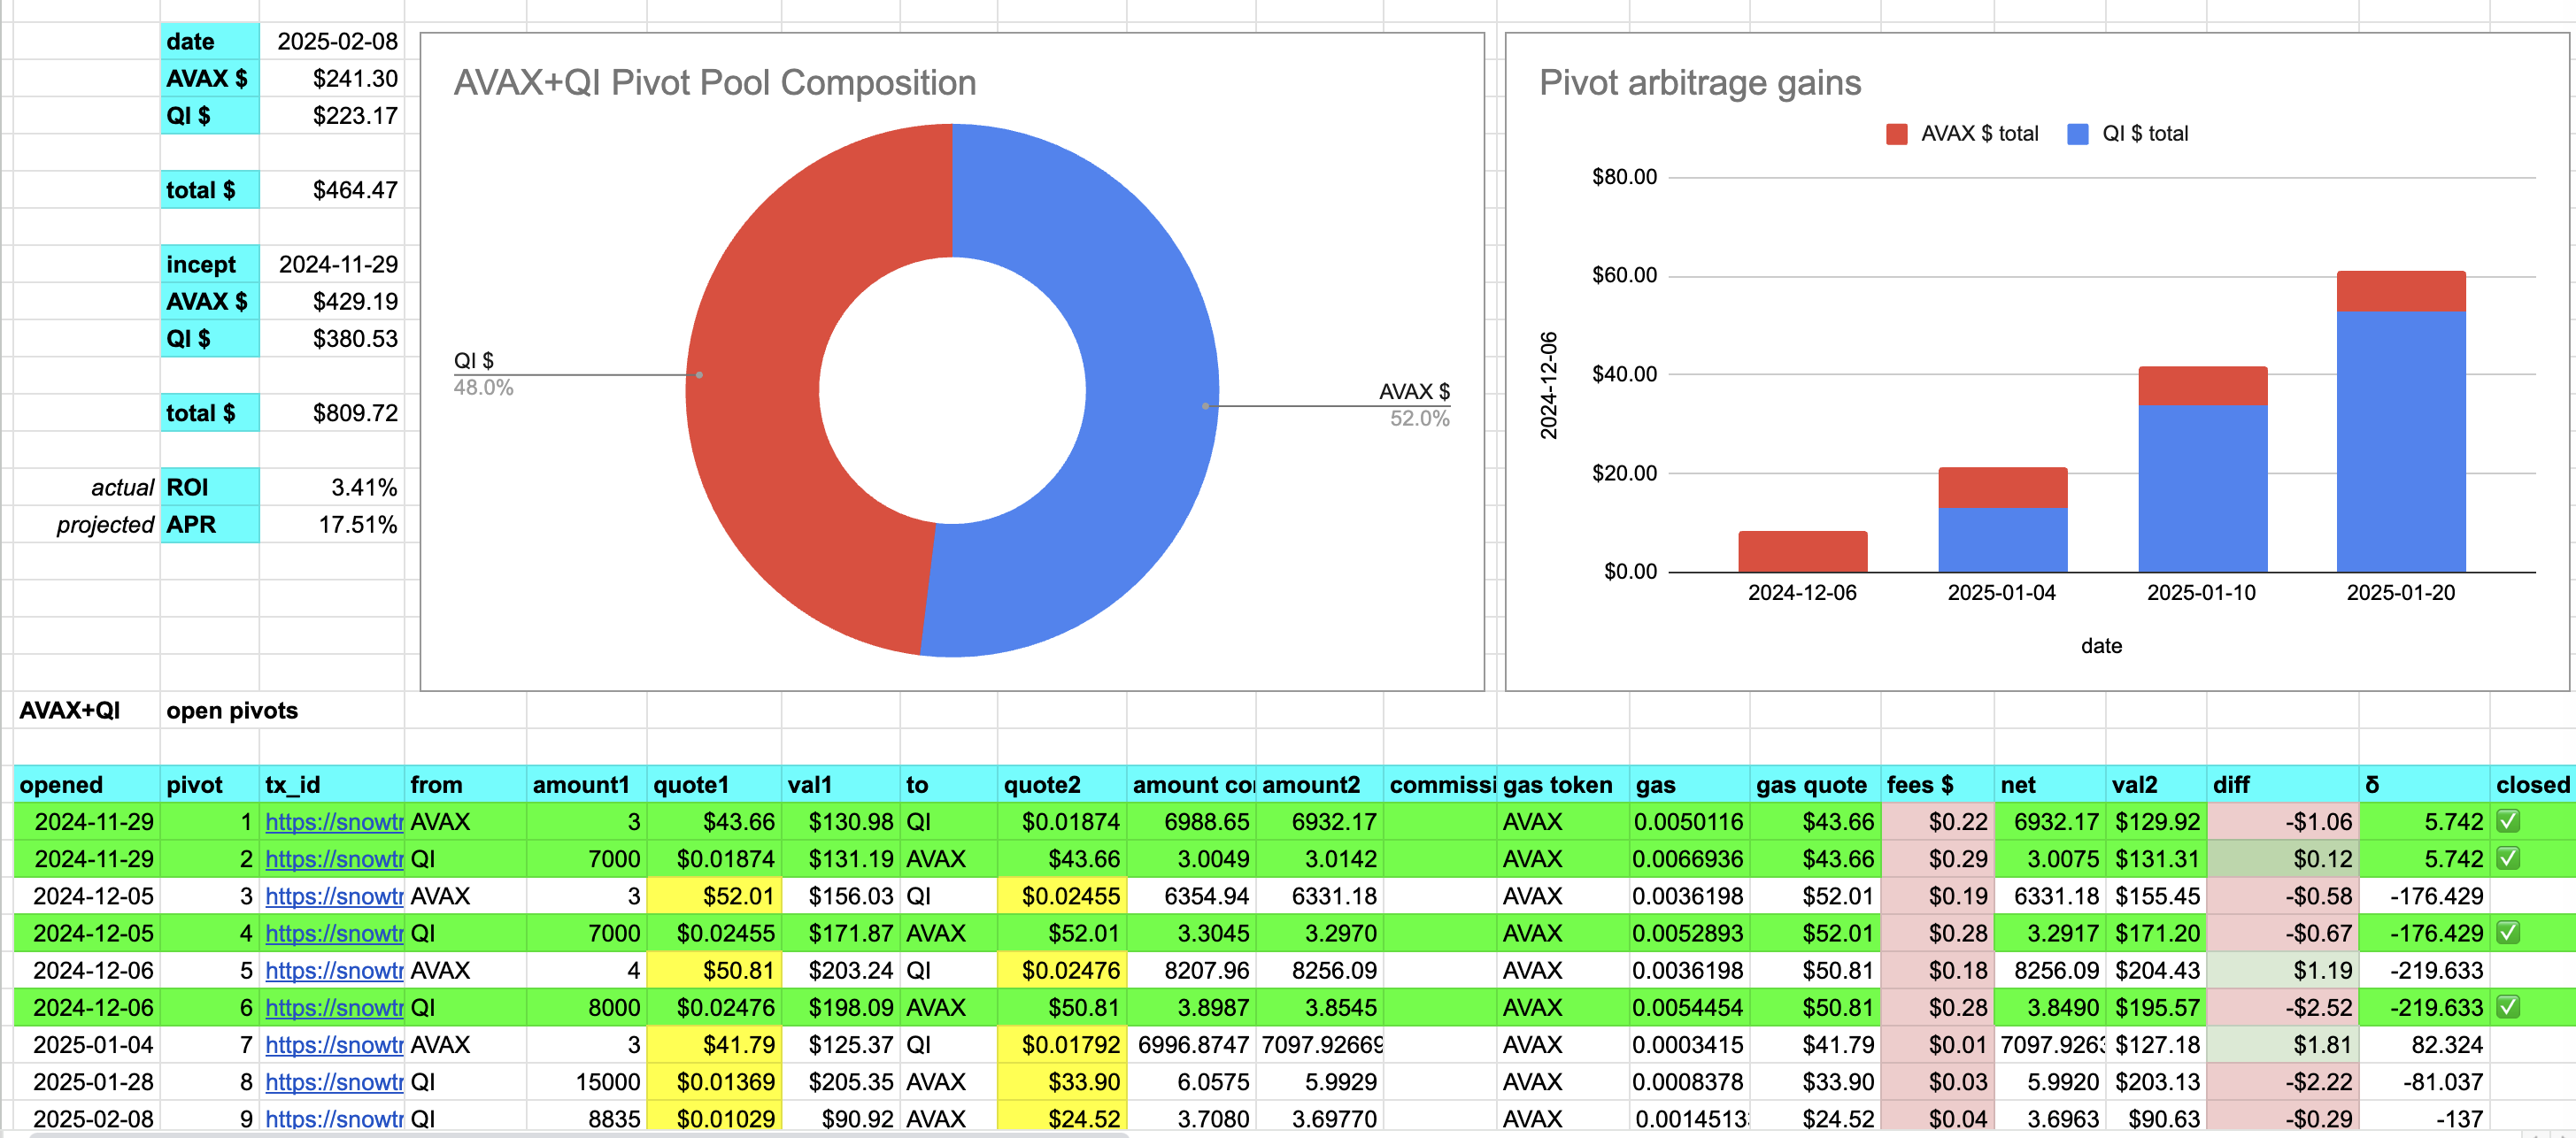 date 2025-02-08
AVAX $ $241.30
QI $ $223.17
total $ $464.47
incept 2024-11-29
AVAX $ $429.19
QI $ $380.53
total $ $809.72
actual ROI 3.41%
projected APR 17.51%
AVAX+QI Pivot Pool Composition
QI $
48.0%
AVAX $
52.0%
Pivot arbitrage gains
AVAX $ total QI $ total
$80.00
$60.00
$40.00
$20.00
$0.00
2024-12-06
2024-12-06 2025-01-04 2025-01-10 2025-01-20
date
AVAX+QI open pivots
opened pivot tx_id from amount1 quote1 val1 to quote2 amount co amount2 commissi gas token gas gas quote fees $ net val2 diff δ closed
2024-11-29 1 https://snowtr AVAX 3 $43.66 $130.98 QI $0.01874 6988.65 6932.17 AVAX 0.0050116 $43.66 $0.22 6932.17 $129.92 -$1.06 5.742 ✅
2024-11-29 2 https://snowtr QI 7000 $0.01874 $131.19 AVAX $43.66 3.0049 3.0142 AVAX 0.0066936 $43.66 $0.29 3.0075 $131.31 $0.12 5.742 ✅
2024-12-05 3 https://snowtr AVAX 3 $52.01 $156.03 QI $0.02455 6354.94 6331.18 AVAX 0.0036198 $52.01 $0.19 6331.18 $155.45 -$0.58 -176.429
2024-12-05 4 https://snowtr QI 7000 $0.02455 $171.87 AVAX $52.01 3.3045 3.2970 AVAX 0.0052893 $52.01 $0.28 3.2917 $171.20 -$0.67 -176.429 ✅
2024-12-06 5 https://snowtr AVAX 4 $50.81 $203.24 QI $0.02476 8207.96 8256.09 AVAX 0.0036198 $50.81 $0.18 8256.09 $204.43 $1.19 -219.633
2024-12-06 6 https://snowtr QI 8000 $0.02476 $198.09 AVAX $50.81 3.8987 3.8545 AVAX 0.0054454 $50.81 $0.28 3.8490 $195.57 -$2.52 -219.633 ✅
2025-01-04 7 https://snowtr AVAX 3 $41.79 $125.37 QI $0.01792 6996.8747 7097.92669 AVAX 0.0003415 $41.79 $0.01 7097.9263 $127.18 $1.81 82.324
2025-01-28 8 https://snowtr QI 15000 $0.01369 $205.35 AVAX $33.90 6.0575 5.9929 AVAX 0.0008378 $33.90 $0.03 5.9920 $203.13 -$2.22 -81.037
2025-02-08 9 https://snowtr QI 8835 $0.01029 $90.92 AVAX $24.52 3.7080 3.69770 AVAX 0.0014513 $24.52 $0.04 3.6963 $90.63 -$0.29 -137